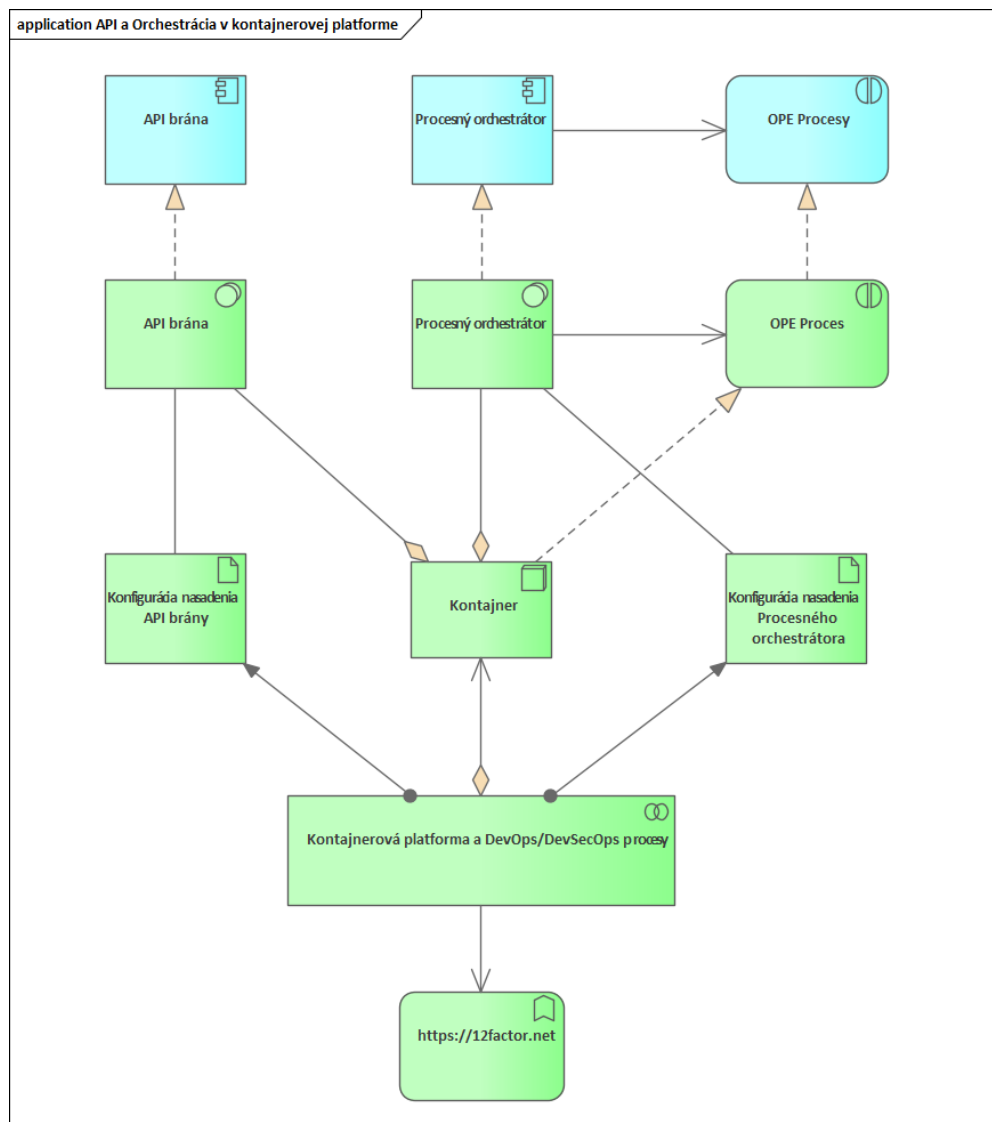 application API a Orchestrácia v kontajnerovej platforme
API brána
Procesný orchestrátor
OPE Procesy
API brána
Procesný orchestrátor
OPE Proces
Konfigurácia nasadenia
API brány
Kontajner
Konfigurácia nasadenia
Procesného
orchestrátora
Kontajnerová platforma a DevOps/DevSecOps procesy
https://12factor.net